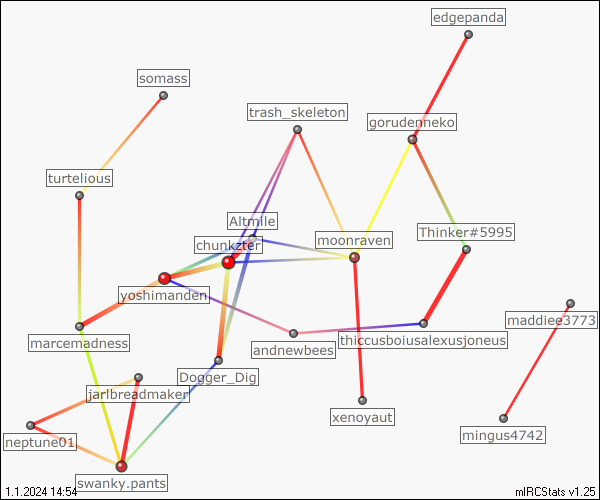 edgepanda
somass
trash_skeleton
gorudenneko
turtelious
Altmile
Thinker#5995
chunkzter
moonraven
yoshimanden
maddiee3773
marcemadness
thiccusboiusalexusjoneus
andnewbees
Dogger_Dig
jarlbreadmaker
xenoyaut
neptune01
mingus4742
swanky.pants
1.1.2024 14:54
mIRCStats v1.25